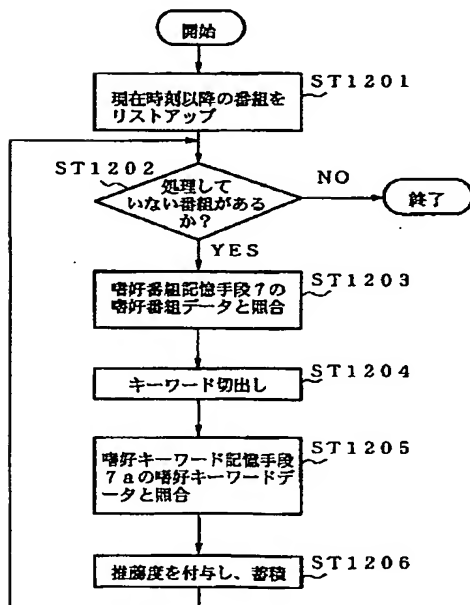 開始
ST1201
現在時刻以降の番組を
リストアップ
ST1202
処理して
いない番組がある
か?
NO
終了
YES
ST1203
嗜好番組記憶手段7の
嗜好番組データと照合
ST1204
キーワード切出し
ST1205
嗜好キーワード記憶手段
7aの嗜好キーワードデ
ータと照合
ST1206
推薦度を付与し、蓄積